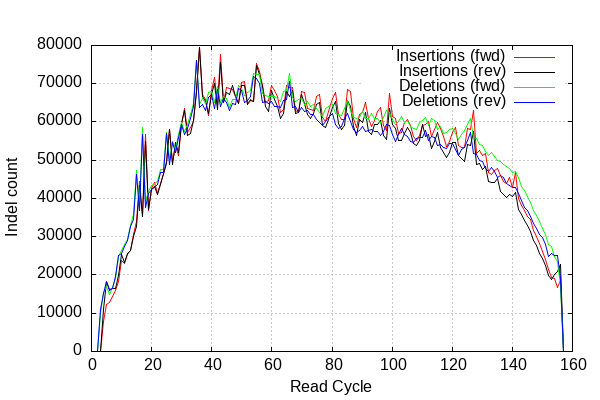 80000
70000
60000
50000
40000
30000
20000
10000
0
Indel count
Insertions (fwd)
Insertions (rev)
Deletions (fwd)
Deletions (rev)
0 20 40 60 80 100 120 140 160
Read Cycle